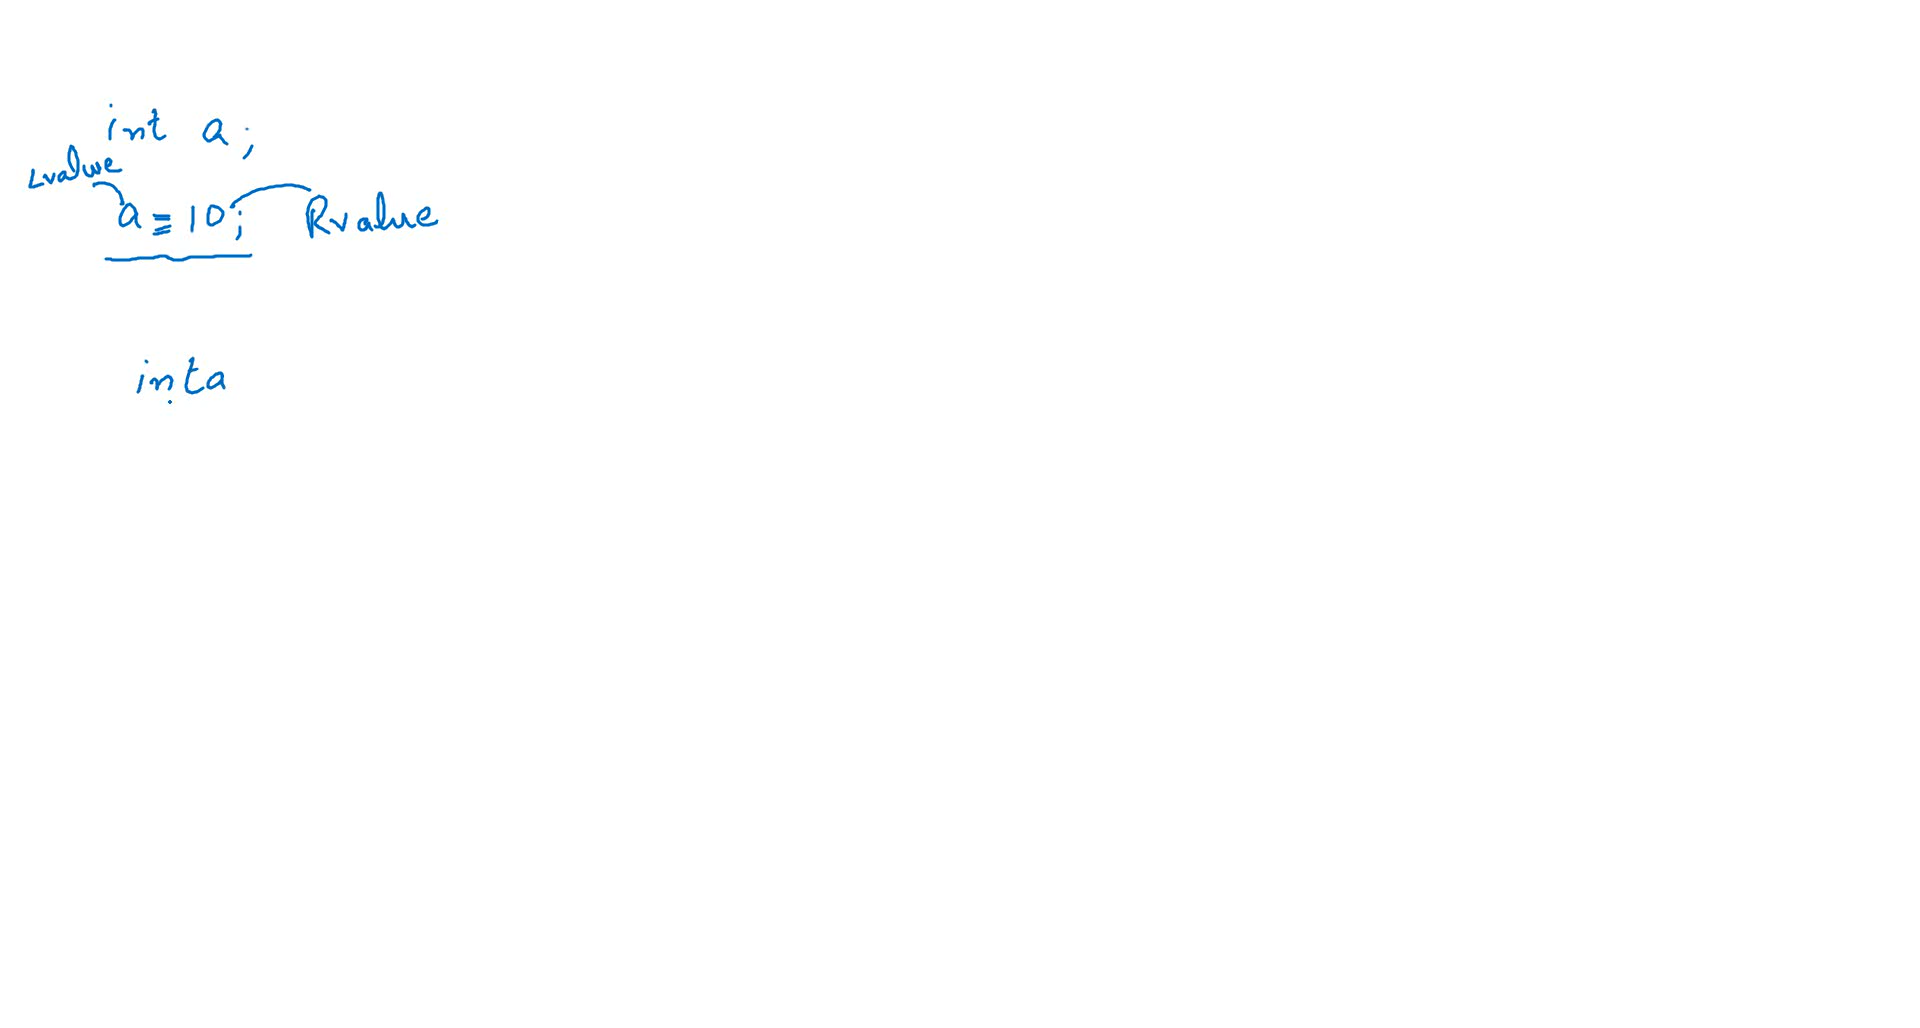 int a;
Lvalue
a = 10; Rvalue
inta